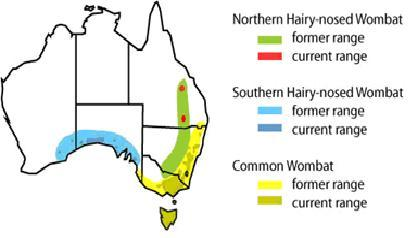 Northern Hairy-nosed Wombat
former range
current range
Southern Hairy-nosed Wombat
former range
current range
Common Wombat
former range
current range